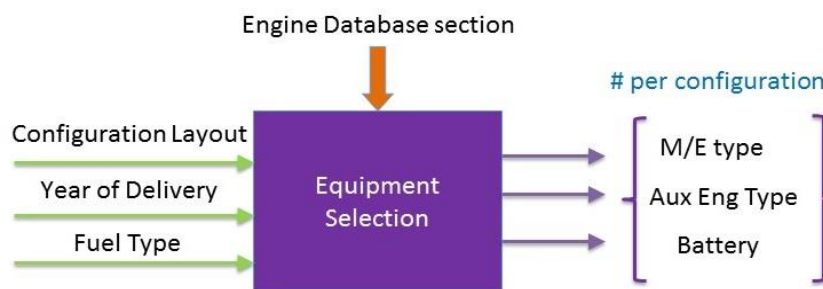 Engine Database section
# per configuration
Configuration Layout
Year of Delivery
Fuel Type
Equipment
Selection
M/E type
Aux Eng Type
Battery